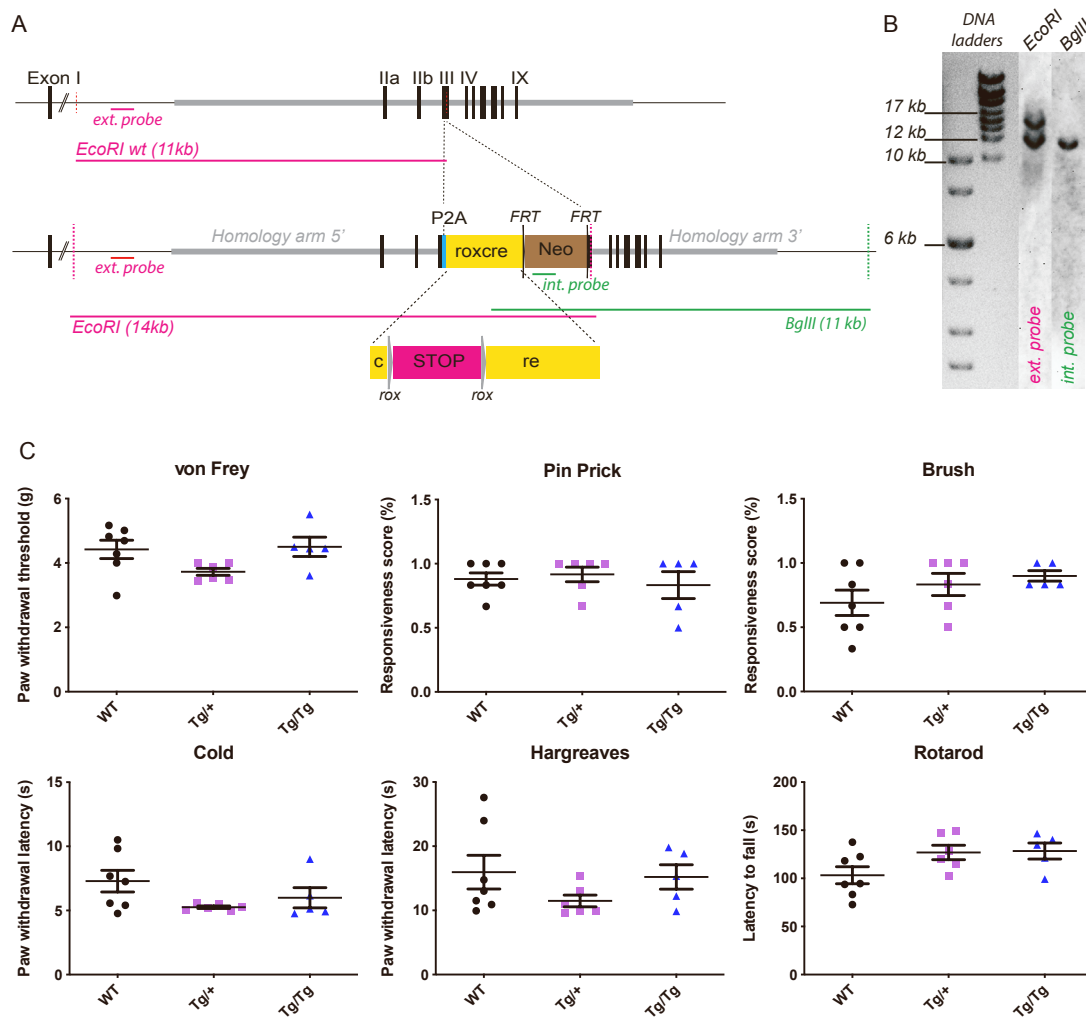 A
Exon I
IIa
IIb
III
IV
IX
ext. probe
EcoRI wt (11kb)
P2A
FRT
FRT
Homology arm 5’
roxcre
Neo
Homology arm 3’
ext. probe
int. probe
EcoRI (14kb)
BglII (11 kb)
c
STOP
re
rox
rox
B
DNA
ladders
EcoRI
BglII
17 kb
12 kb
10 kb
6 kb
ext. probe
int. probe
C
von Frey
Paw withdrawal threshold (g)
6
4
2
0
WT
Tg/+
Tg/Tg
Pin Prick
Responsiveness score (%)
1.5
1.0
0.5
0.0
WT
Tg/+
Tg/Tg
Brush
Responsiveness score (%)
1.5
1.0
0.5
0.0
WT
Tg/+
Tg/Tg
Cold
Paw withdrawal latency (s)
15
10
5
0
WT
Tg/+
Tg/Tg
Hargreaves
Paw withdrawal latency (s)
30
20
10
0
WT
Tg/+
Tg/Tg
Rotarod
Latency to fall (s)
200
150
100
50
0
WT
Tg/+
Tg/Tg